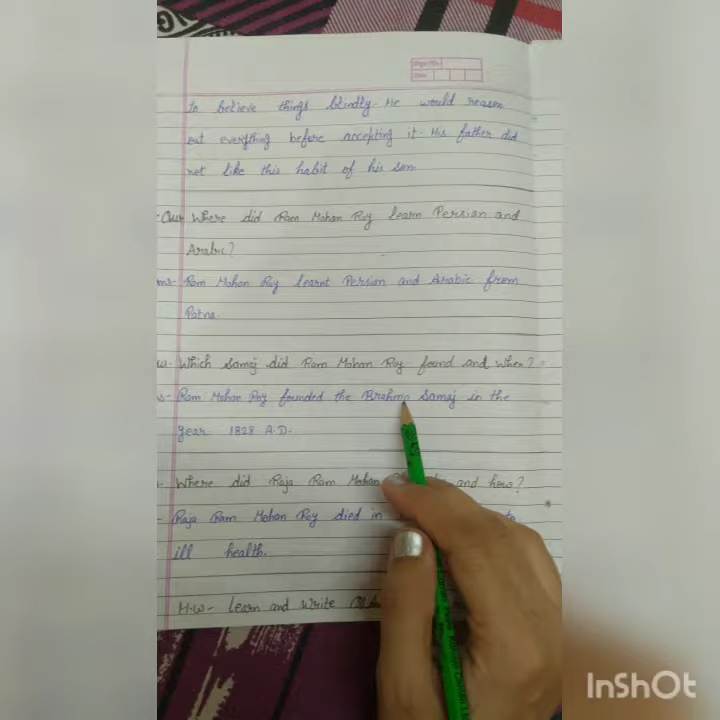 to believe things blindly. He would reason
out everything before accepting it. His father did
not like this habit of his son.
Que Where did Ram Mohan Roy learn Persian and
Arabic?
ns- Ram Mohan Roy learnt Persian and Arabic from
Patna.
Which Samaj did Ram Mohan Roy found and When?
s- Ram Mohan Roy founded the Brahmo Samaj in the
year 1828 A.D.
Where did Raja Ram Mohan and how?
Raja Ram Mohan Roy died in to
ill health.
H.W- Learn and Write
InShOt